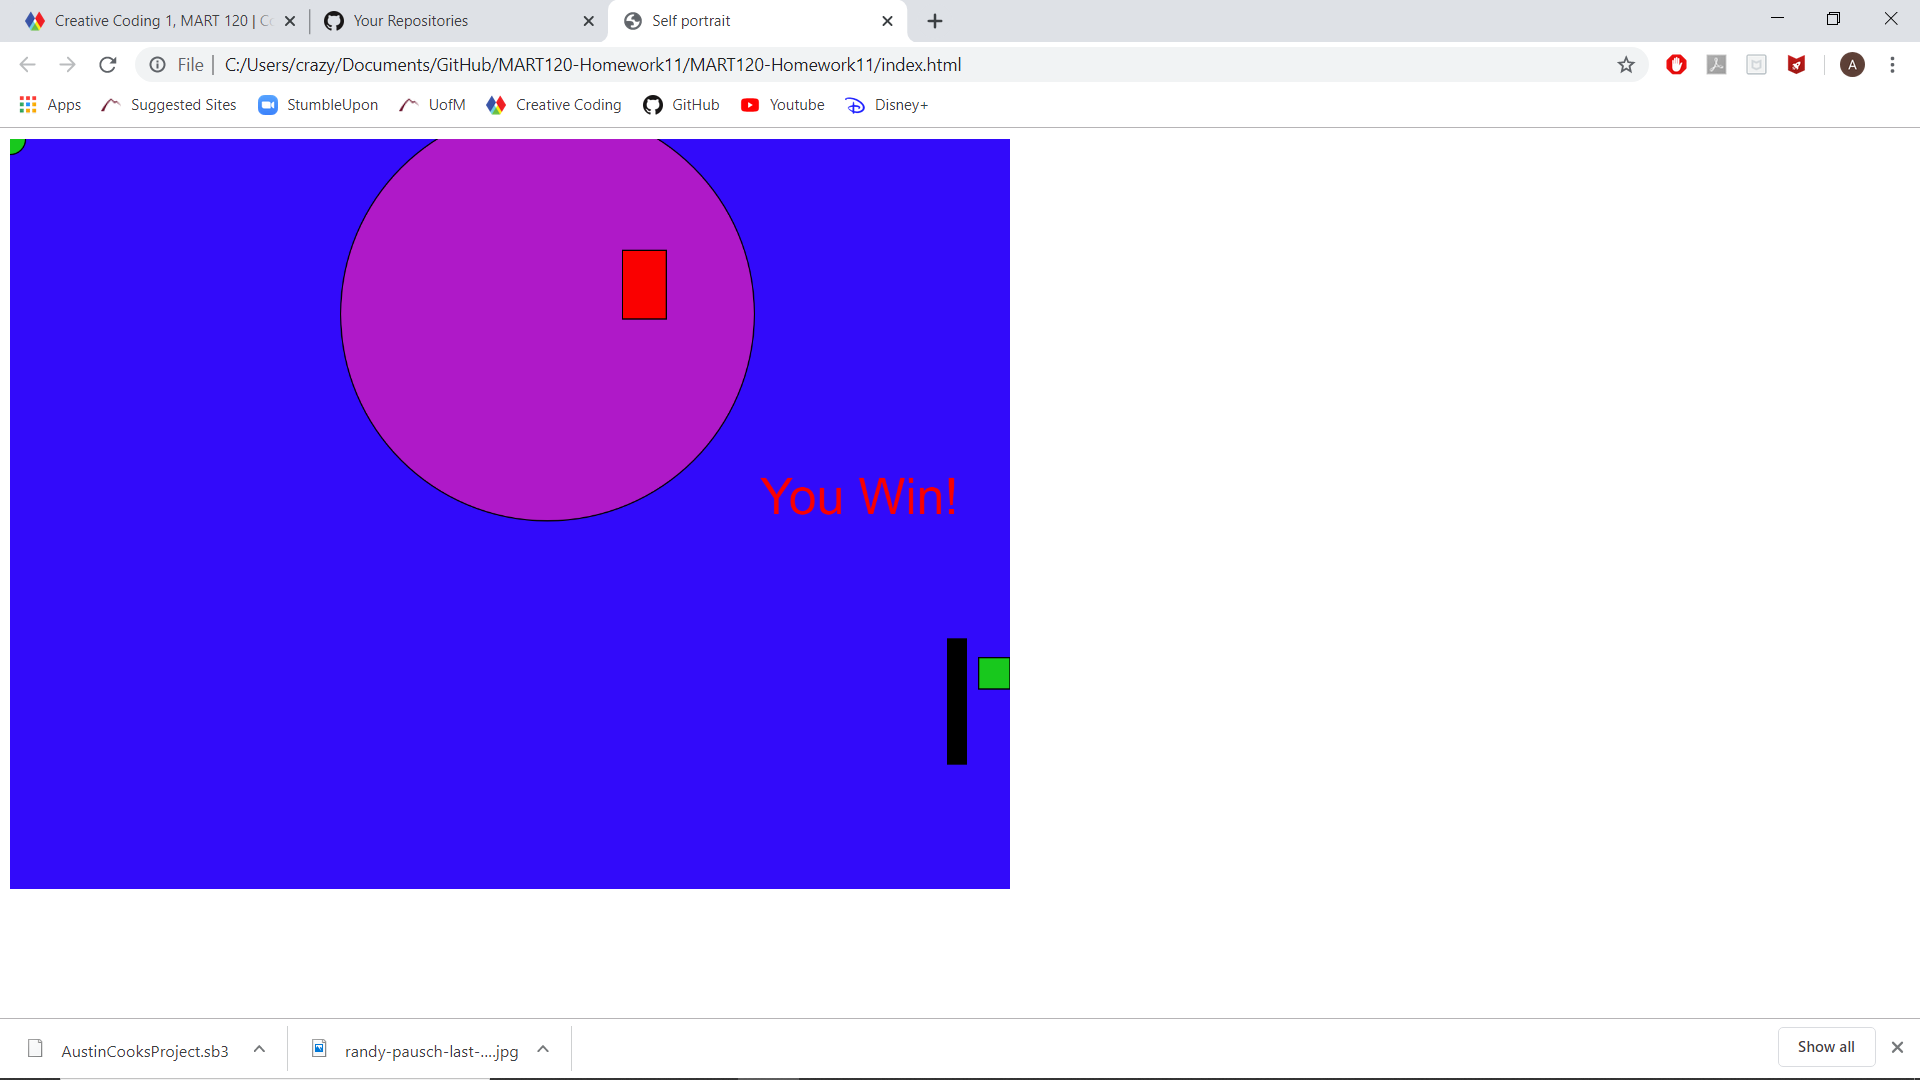 Creative Coding 1, MART 120 | Co
Your Repositories
Self portrait
File | C:/Users/crazy/Documents/GitHub/MART120-Homework11/MART120-Homework11/index.html
A
Apps
Suggested Sites
StumbleUpon
UofM
Creative Coding
GitHub
Youtube
Disney+
You Win!
AustinCooksProject.sb3
randy-pausch-last-....jpg
Show all